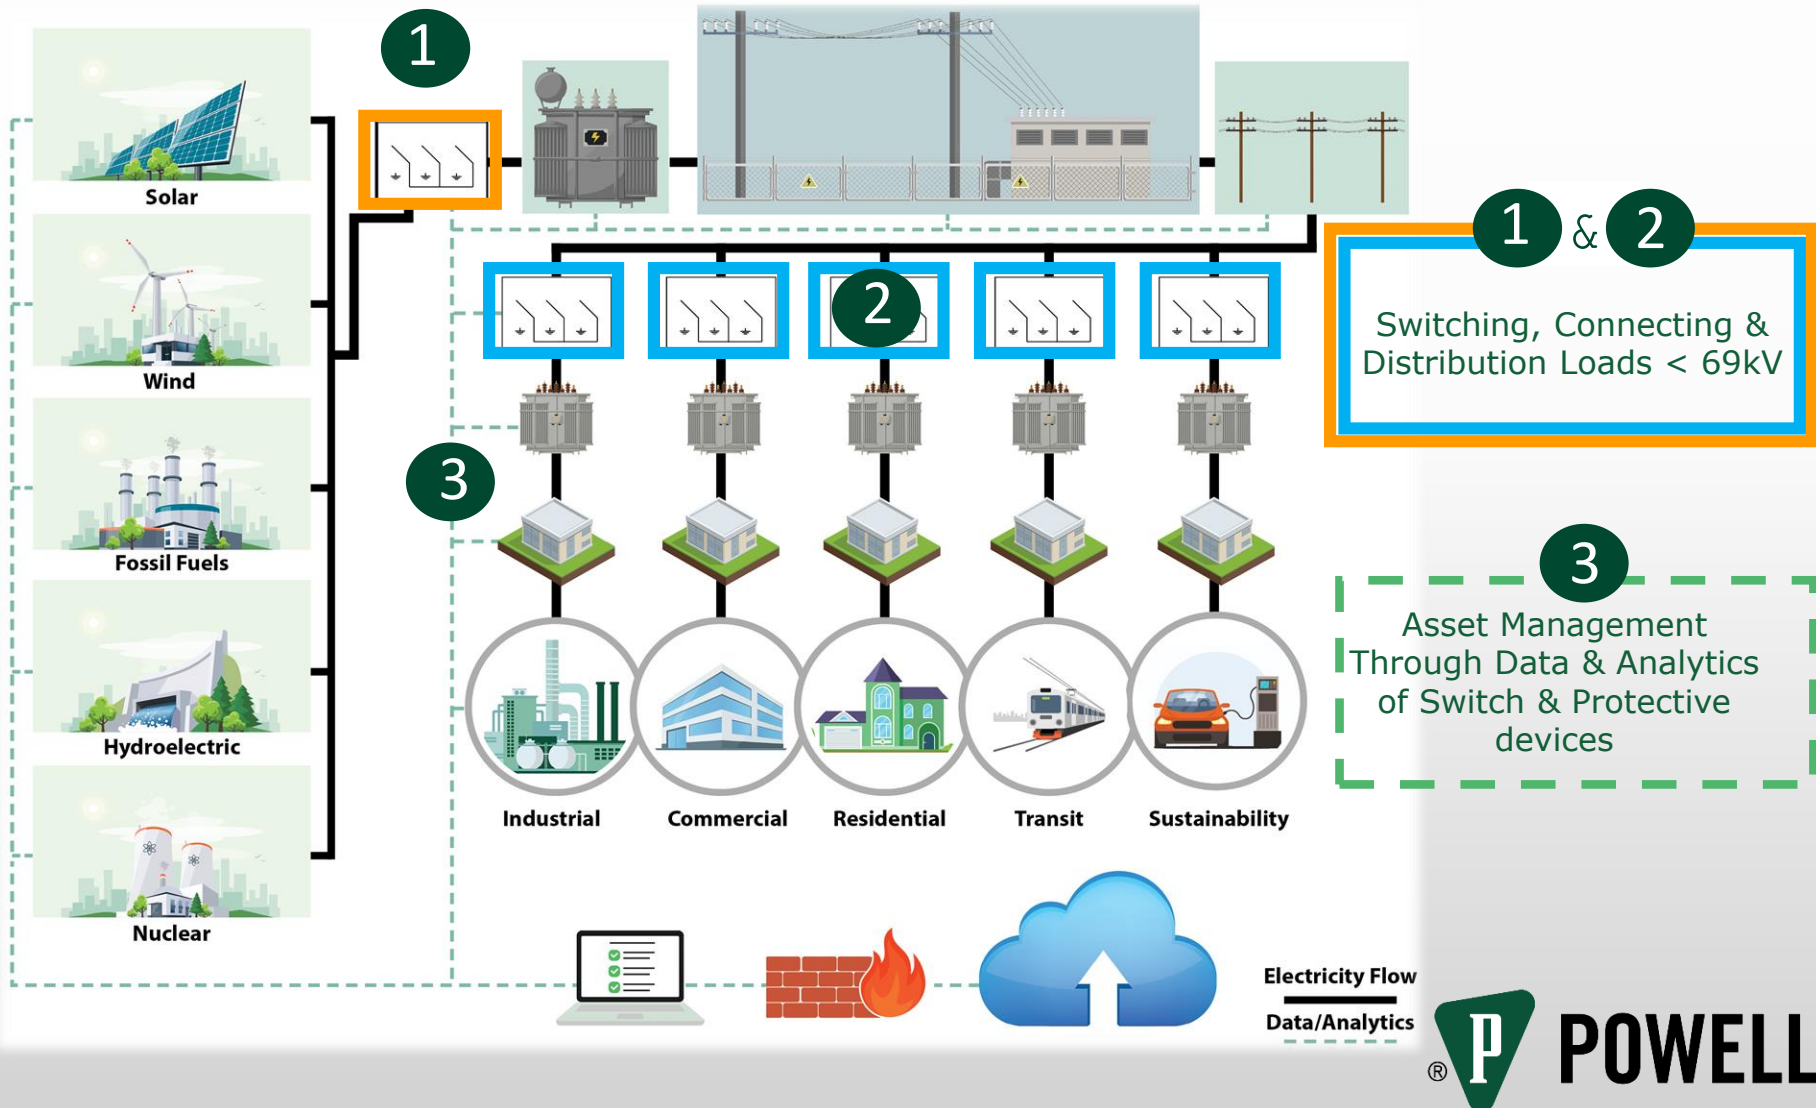 1
Solar
Wind
Fossil Fuels
Hydroelectric
Nuclear
2
3
Industrial
Commercial
Residential
Transit
Sustainability
1 & 2
Switching, Connecting &
Distribution Loads < 69kV
3
Asset Management
Through Data & Analytics
of Switch & Protective
devices
Electricity Flow
Data/Analytics
® P POWELL